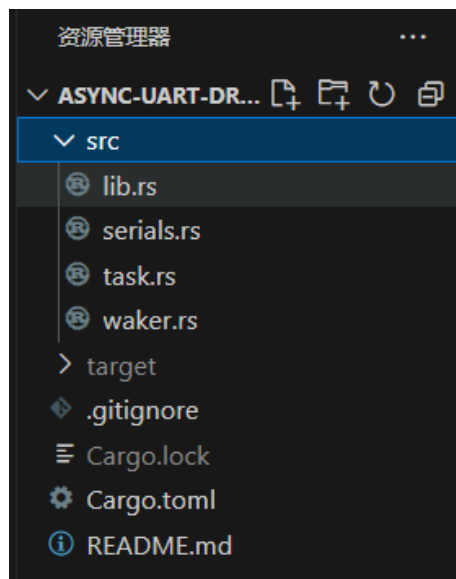 资源管理器 ...
ASYNC-UART-DR...
src
lib.rs
serials.rs
task.rs
waker.rs
target
.gitignore
Cargo.lock
Cargo.toml
README.md